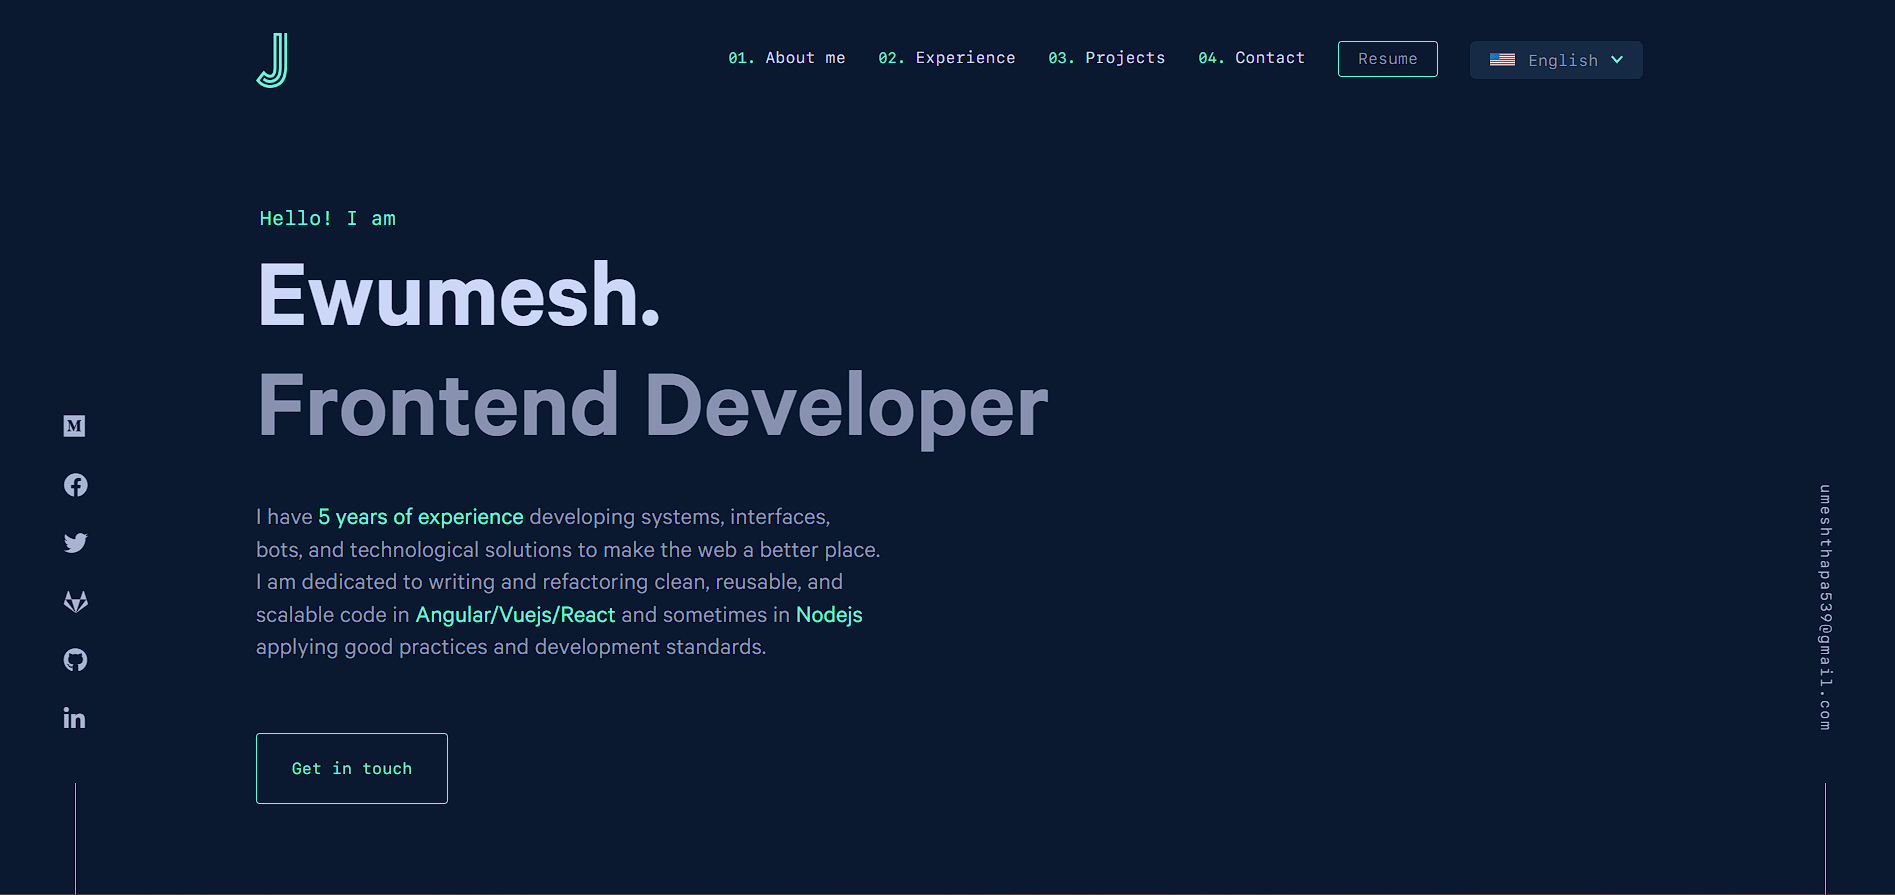 J
01. About me 02. Experience 03. Projects 04. Contact Resume English
Hello! I am
Ewumesh.
Frontend Developer
I have 5 years of experience developing systems, interfaces,
bots, and technological solutions to make the web a better place.
I am dedicated to writing and refactoring clean, reusable, and
scalable code in Angular/Vuejs/React and sometimes in Nodejs
applying good practices and development standards.
Get in touch
M
in
umeshthapa539@gmail.com